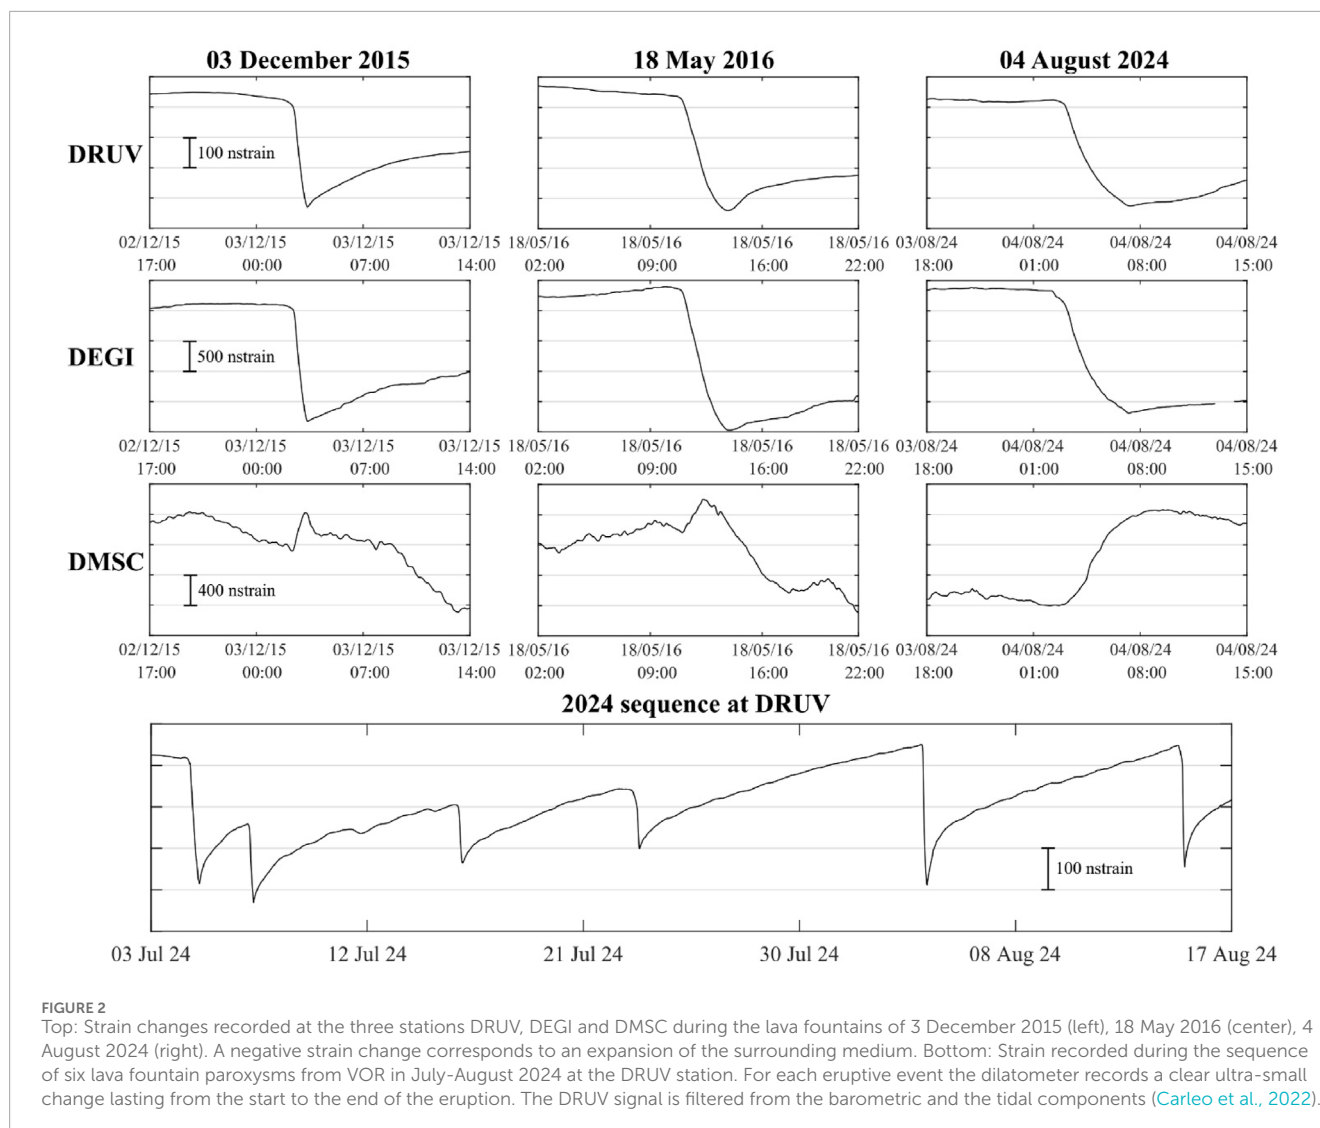 03 December 2015
18 May 2016
04 August 2024
DRUV
100 nstrain
02/12/15 03/12/15 03/12/15 03/12/15 18/05/16 18/05/16 18/05/16 18/05/16 03/08/24 04/08/24 04/08/24 04/08/24
17:00 00:00 07:00 14:00 02:00 09:00 16:00 22:00 18:00 01:00 08:00 15:00
DEGI
500 nstrain
02/12/15 03/12/15 03/12/15 03/12/15 18/05/16 18/05/16 18/05/16 18/05/16 03/08/24 04/08/24 04/08/24 04/08/24
17:00 00:00 07:00 14:00 02:00 09:00 16:00 22:00 18:00 01:00 08:00 15:00
DMSC
400 nstrain
02/12/15 03/12/15 03/12/15 03/12/15 18/05/16 18/05/16 18/05/16 18/05/16 03/08/24 04/08/24 04/08/24 04/08/24
17:00 00:00 07:00 14:00 02:00 09:00 16:00 22:00 18:00 01:00 08:00 15:00
2024 sequence at DRUV
100 nstrain
03 Jul 24 12 Jul 24 21 Jul 24 30 Jul 24 08 Aug 24 17 Aug 24
FIGURE 2
Top: Strain changes recorded at the three stations DRUV, DEGI and DMSC during the lava fountains of 3 December 2015 (left), 18 May 2016 (center), 4
August 2024 (right). A negative strain change corresponds to an expansion of the surrounding medium. Bottom: Strain recorded during the sequence
of six lava fountain paroxysms from VOR in July-August 2024 at the DRUV station. For each eruptive event the dilatometer records a clear ultra-small
change lasting from the start to the end of the eruption. The DRUV signal is filtered from the barometric and the tidal components (Carleo et al., 2022).